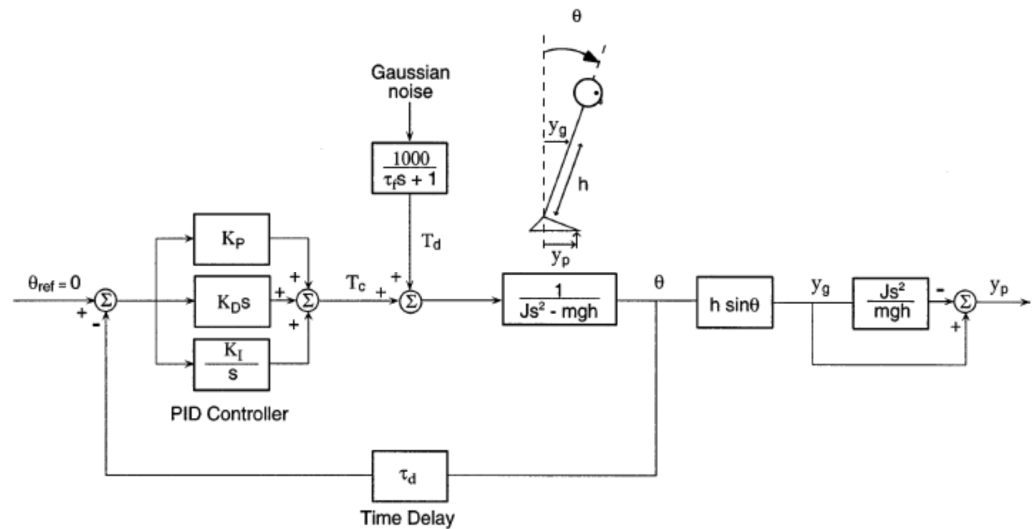 θ
Gaussian
noise
y_g
1000
τ_f s + 1
h
K_P
T_d
y_p
θ_ref = 0
Σ
+
-
K_D s
+
+
+
Σ
T_c
+
+
Σ
1
Js² - mgh
θ
h sinθ
y_g
Js²
mgh
-
+
Σ
y_p
K_I
s
PID Controller
τ_d
Time Delay